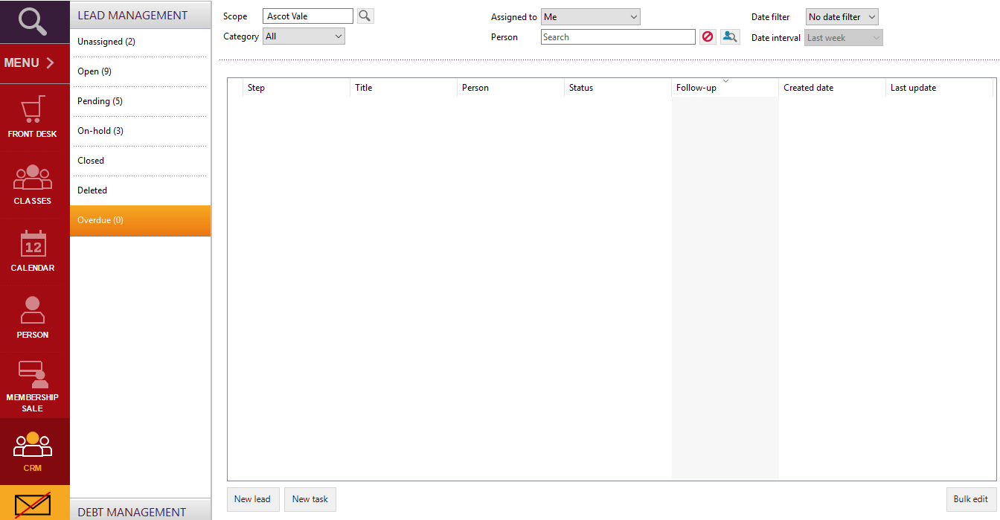 MENU
FRONT DESK
CLASSES
12
CALENDAR
PERSON
MEMBERSHIP
SALE
CRM
LEAD MANAGEMENT
Unassigned (2)
Open (9)
Pending (5)
On-hold (3)
Closed
Deleted
Overdue (0)
DEBT MANAGEMENT
Scope Ascot Vale Assigned to Me Date filter No date filter
Category All Person Search Date interval Last week
Step Title Person Status Follow-up Created date Last update
New lead New task Bulk edit